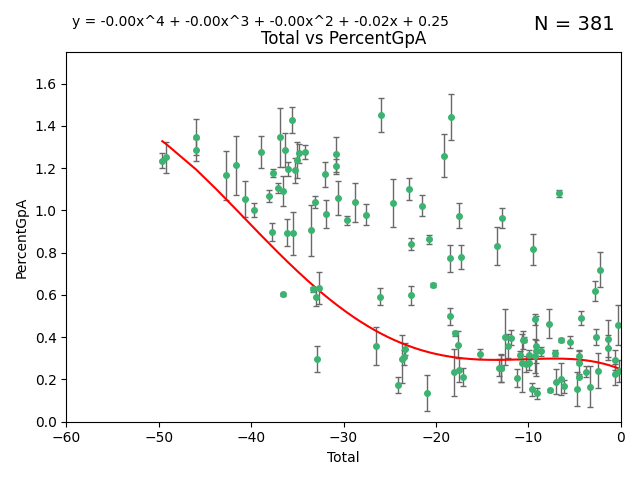 y = -0.00x^4 + -0.00x^3 + -0.00x^2 + -0.02x + 0.25
N = 381
Total vs PercentGpA
PercentGpA
1.6
1.4
1.2
1.0
0.8
0.6
0.4
0.2
0.0
−60 −50 −40 −30 −20 −10 0
Total